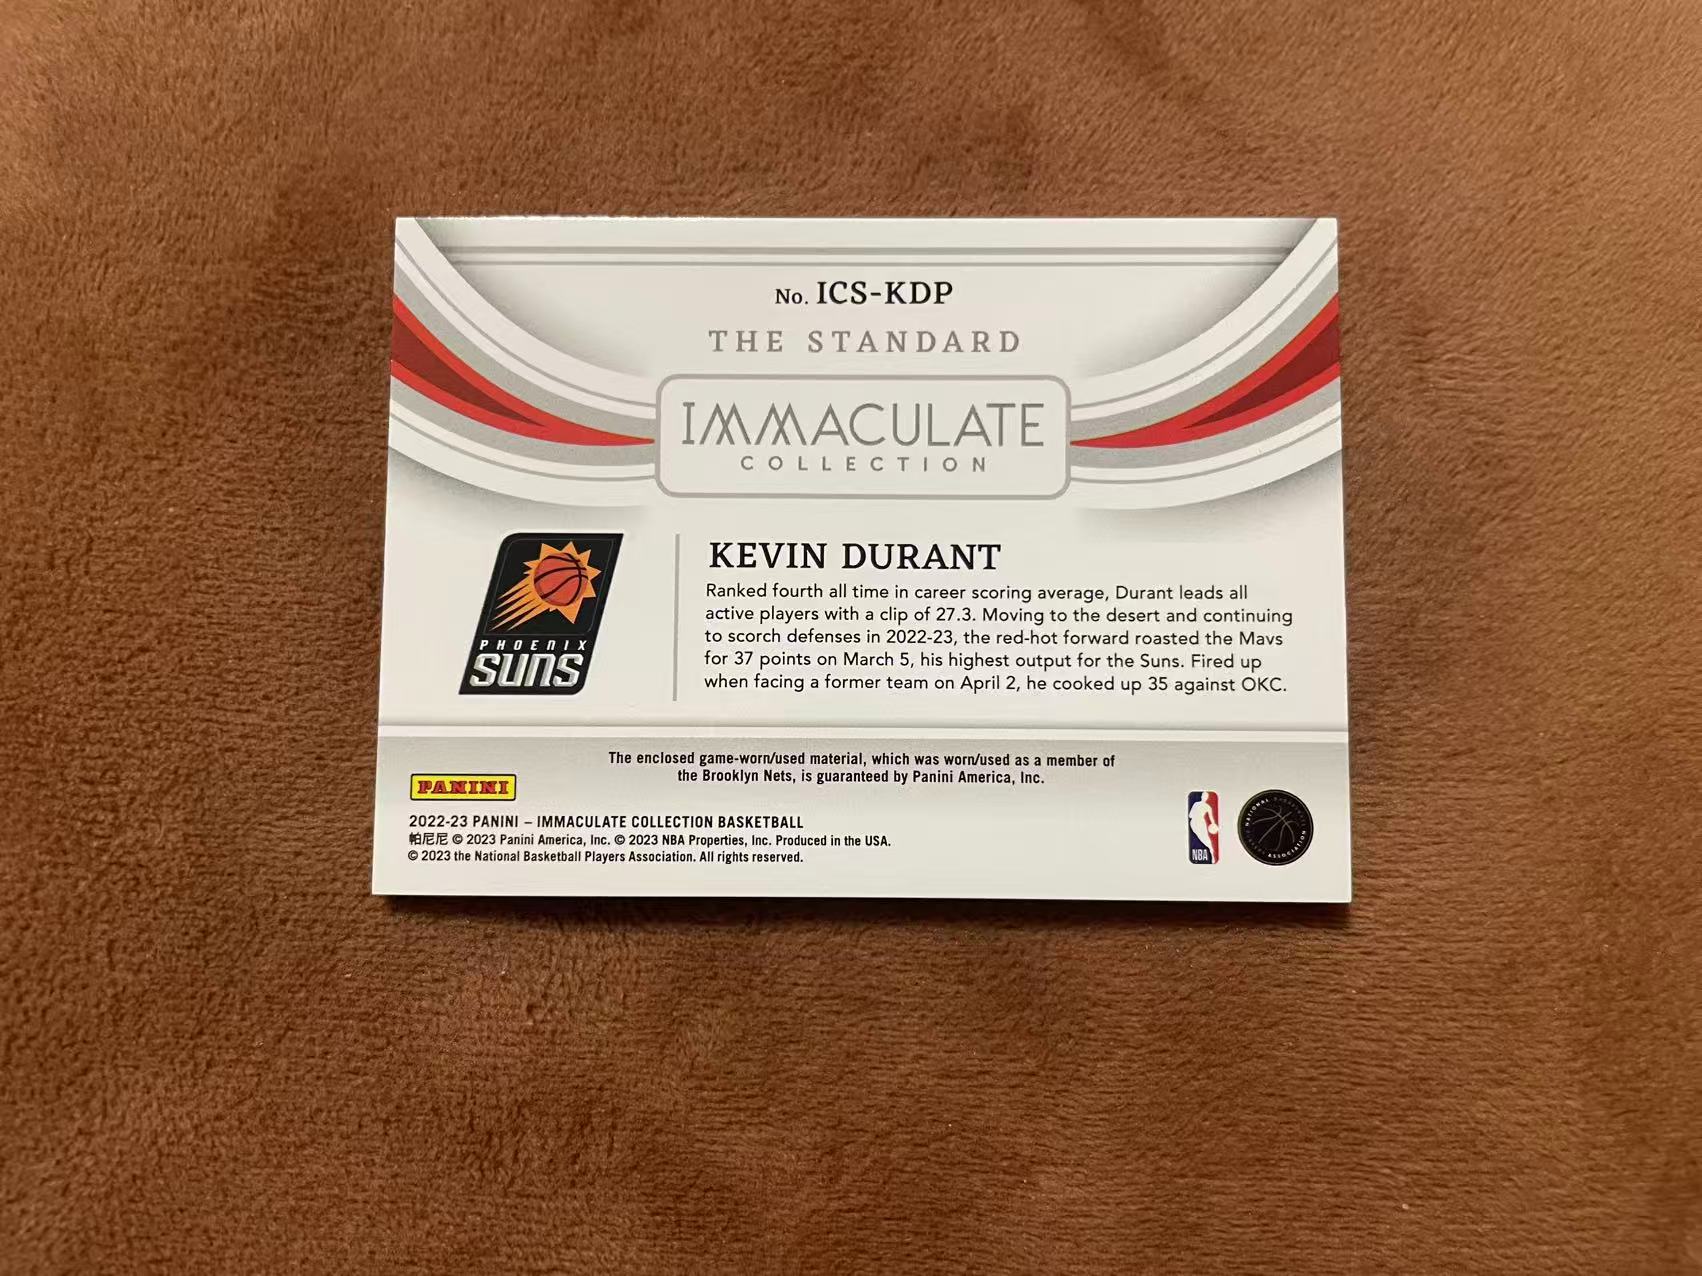 No. ICS-KDP
THE STANDARD
IMMACULATE
COLLECTION
PHOENIX
SUNS
KEVIN DURANT
Ranked fourth all time in career scoring average, Durant leads all
active players with a clip of 27.3. Moving to the desert and continuing
to scorch defenses in 2022-23, the red-hot forward roasted the Mavs
for 37 points on March 5, his highest output for the Suns. Fired up
when facing a former team on April 2, he cooked up 35 against OKC.
The enclosed game-worn/used material, which was worn/used as a member of
the Brooklyn Nets, is guaranteed by Panini America, Inc.
PANINI
2022-23 PANINI – IMMACULATE COLLECTION BASKETBALL
帕尼尼 © 2023 Panini America, Inc. © 2023 NBA Properties, Inc. Produced in the USA.
© 2023 the National Basketball Players Association. All rights reserved.
NBA
NATIONAL BASKETBALL PLAYERS ASSOCIATION